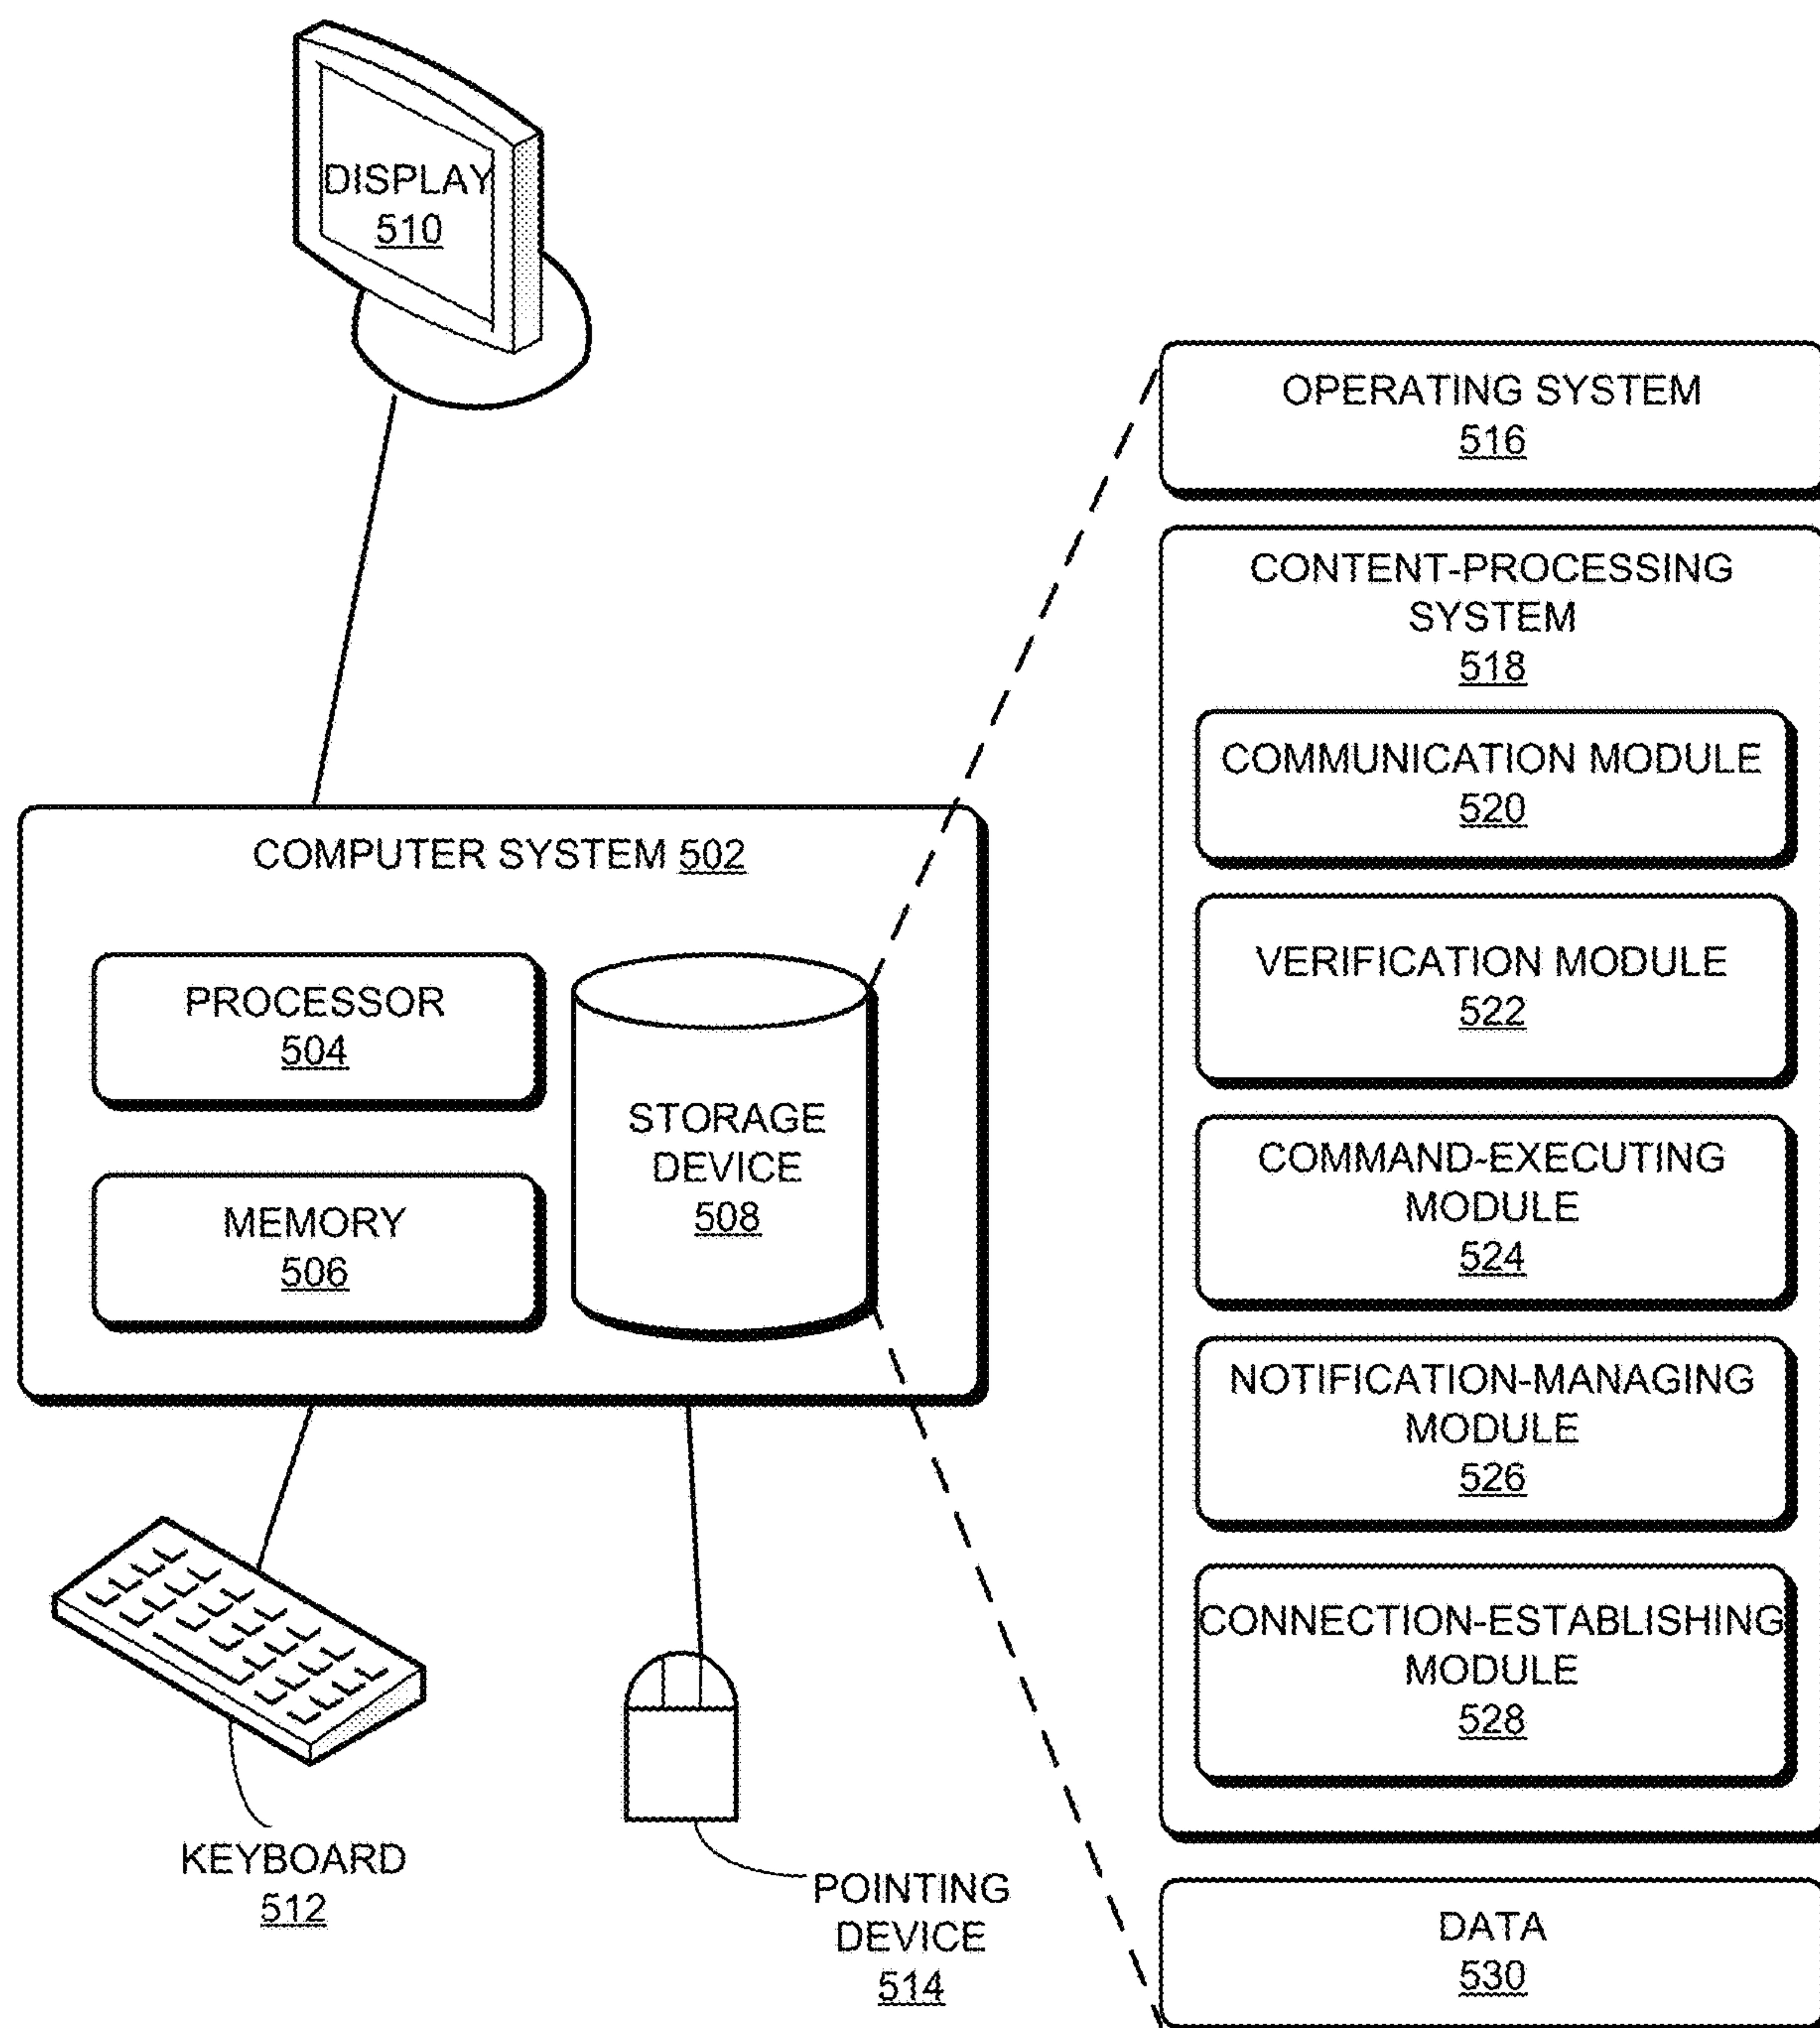 DISPLAY
510
COMPUTER SYSTEM 502
PROCESSOR
504
MEMORY
506
STORAGE
DEVICE
508
KEYBOARD
512
POINTING
DEVICE
514
OPERATING SYSTEM
516
CONTENT-PROCESSING
SYSTEM
518
COMMUNICATION MODULE
520
VERIFICATION MODULE
522
COMMAND-EXECUTING
MODULE
524
NOTIFICATION-MANAGING
MODULE
526
CONNECTION-ESTABLISHING
MODULE
528
DATA
530